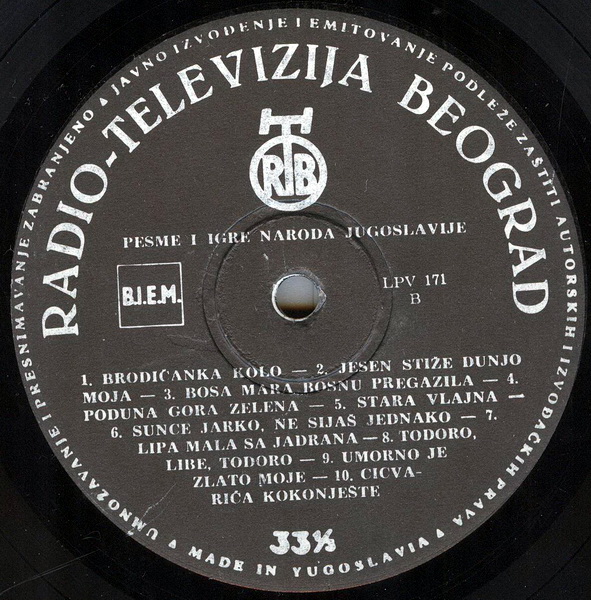 UMNOŽAVANJE I PRESNIMAVANJE ZABRANJENO ▲ JAVNO IZVOĐENJE I EMITOVANJE PODLEŽE ZAŠTITI AUTORSKIH I IZVOĐAČKIH PRAVA ▲
RADIO-TELEVIZIJA BEOGRAD
RTB
PESME I IGRE NARODA JUGOSLAVIJE
B.I.E.M.
LPV 171
B
1. BRODIĆANKA KOLO — 2. JESEN STIŽE DUNJO
MOJA — 3. BOSA MARA BOSNU PREGAZILA — 4.
PODUNA GORA ZELENA — 5. STARA VLAJNA —
6. SUNCE JARKO, NE SIJAŠ JEDNAKO — 7.
LIPA MALA SA JADRANA — 8. TODORO,
LIBE, TODORO — 9. UMORNO JE
ZLATO MOJE — 10. CICVA-
RIĆA KOKONJEŠTE
33⅓
▲ MADE IN YUGOSLAVIA ▲